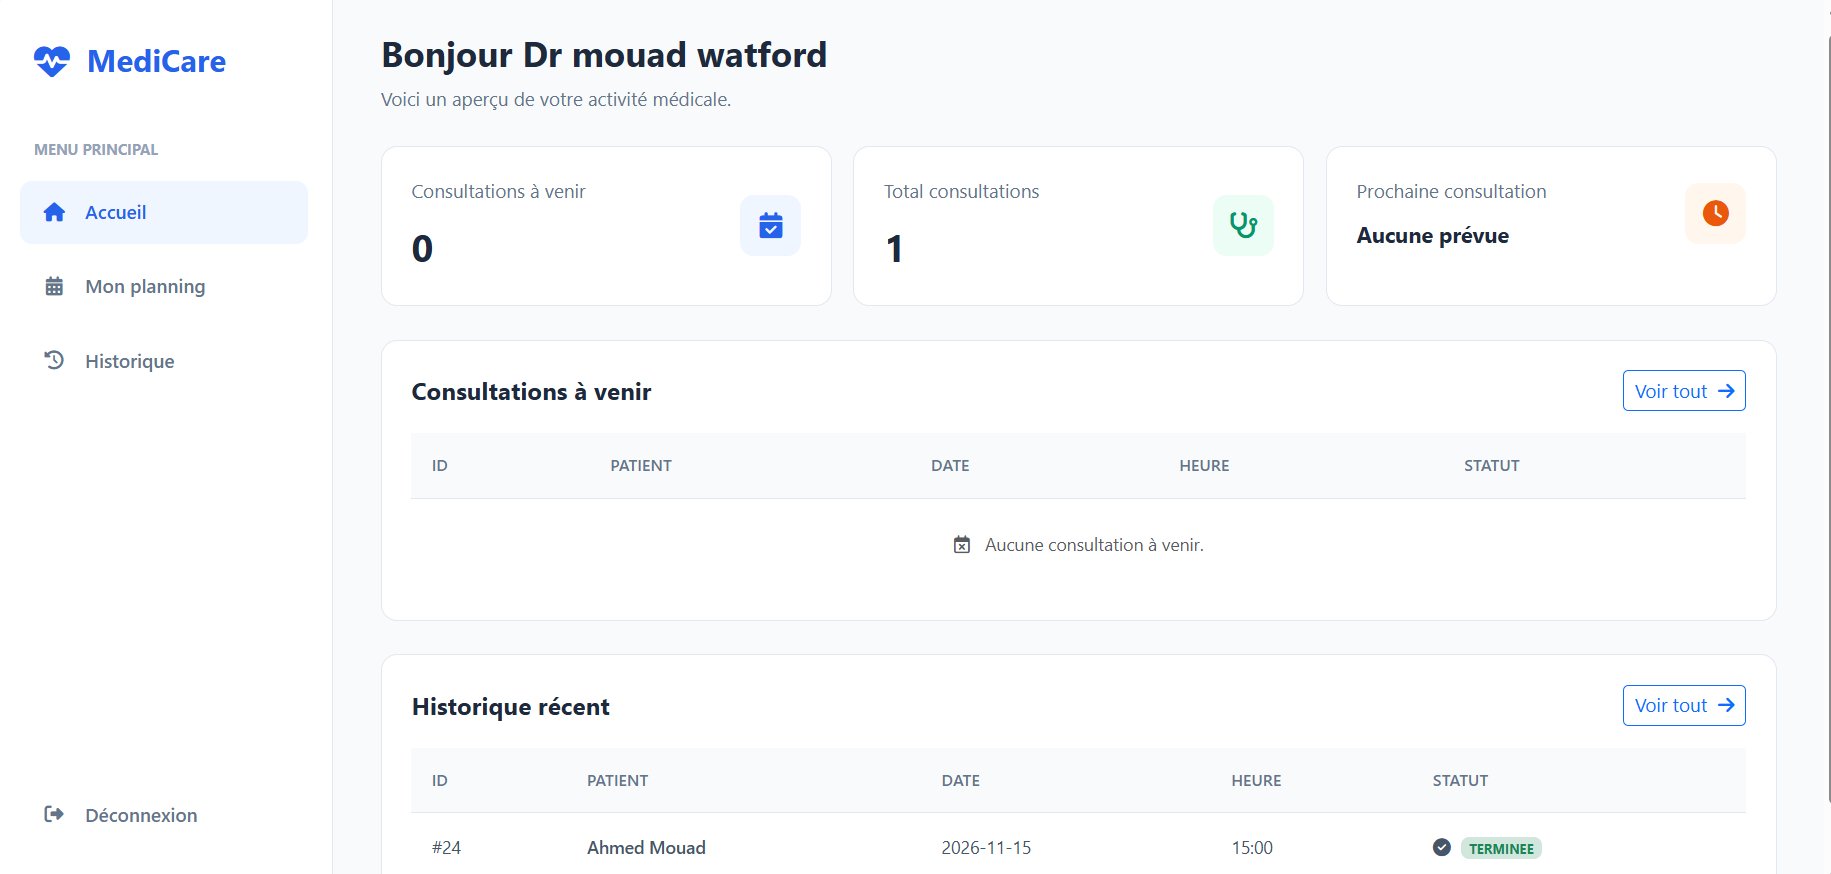 MediCare
MENU PRINCIPAL
Accueil
Mon planning
Historique
Déconnexion
Bonjour Dr mouad watford
Voici un aperçu de votre activité médicale.
Consultations à venir
0
Total consultations
1
Prochaine consultation
Aucune prévue
Consultations à venir
Voir tout
ID PATIENT DATE HEURE STATUT
Aucune consultation à venir.
Historique récent
Voir tout
ID PATIENT DATE HEURE STATUT
#24 Ahmed Mouad 2026-11-15 15:00 TERMINEE